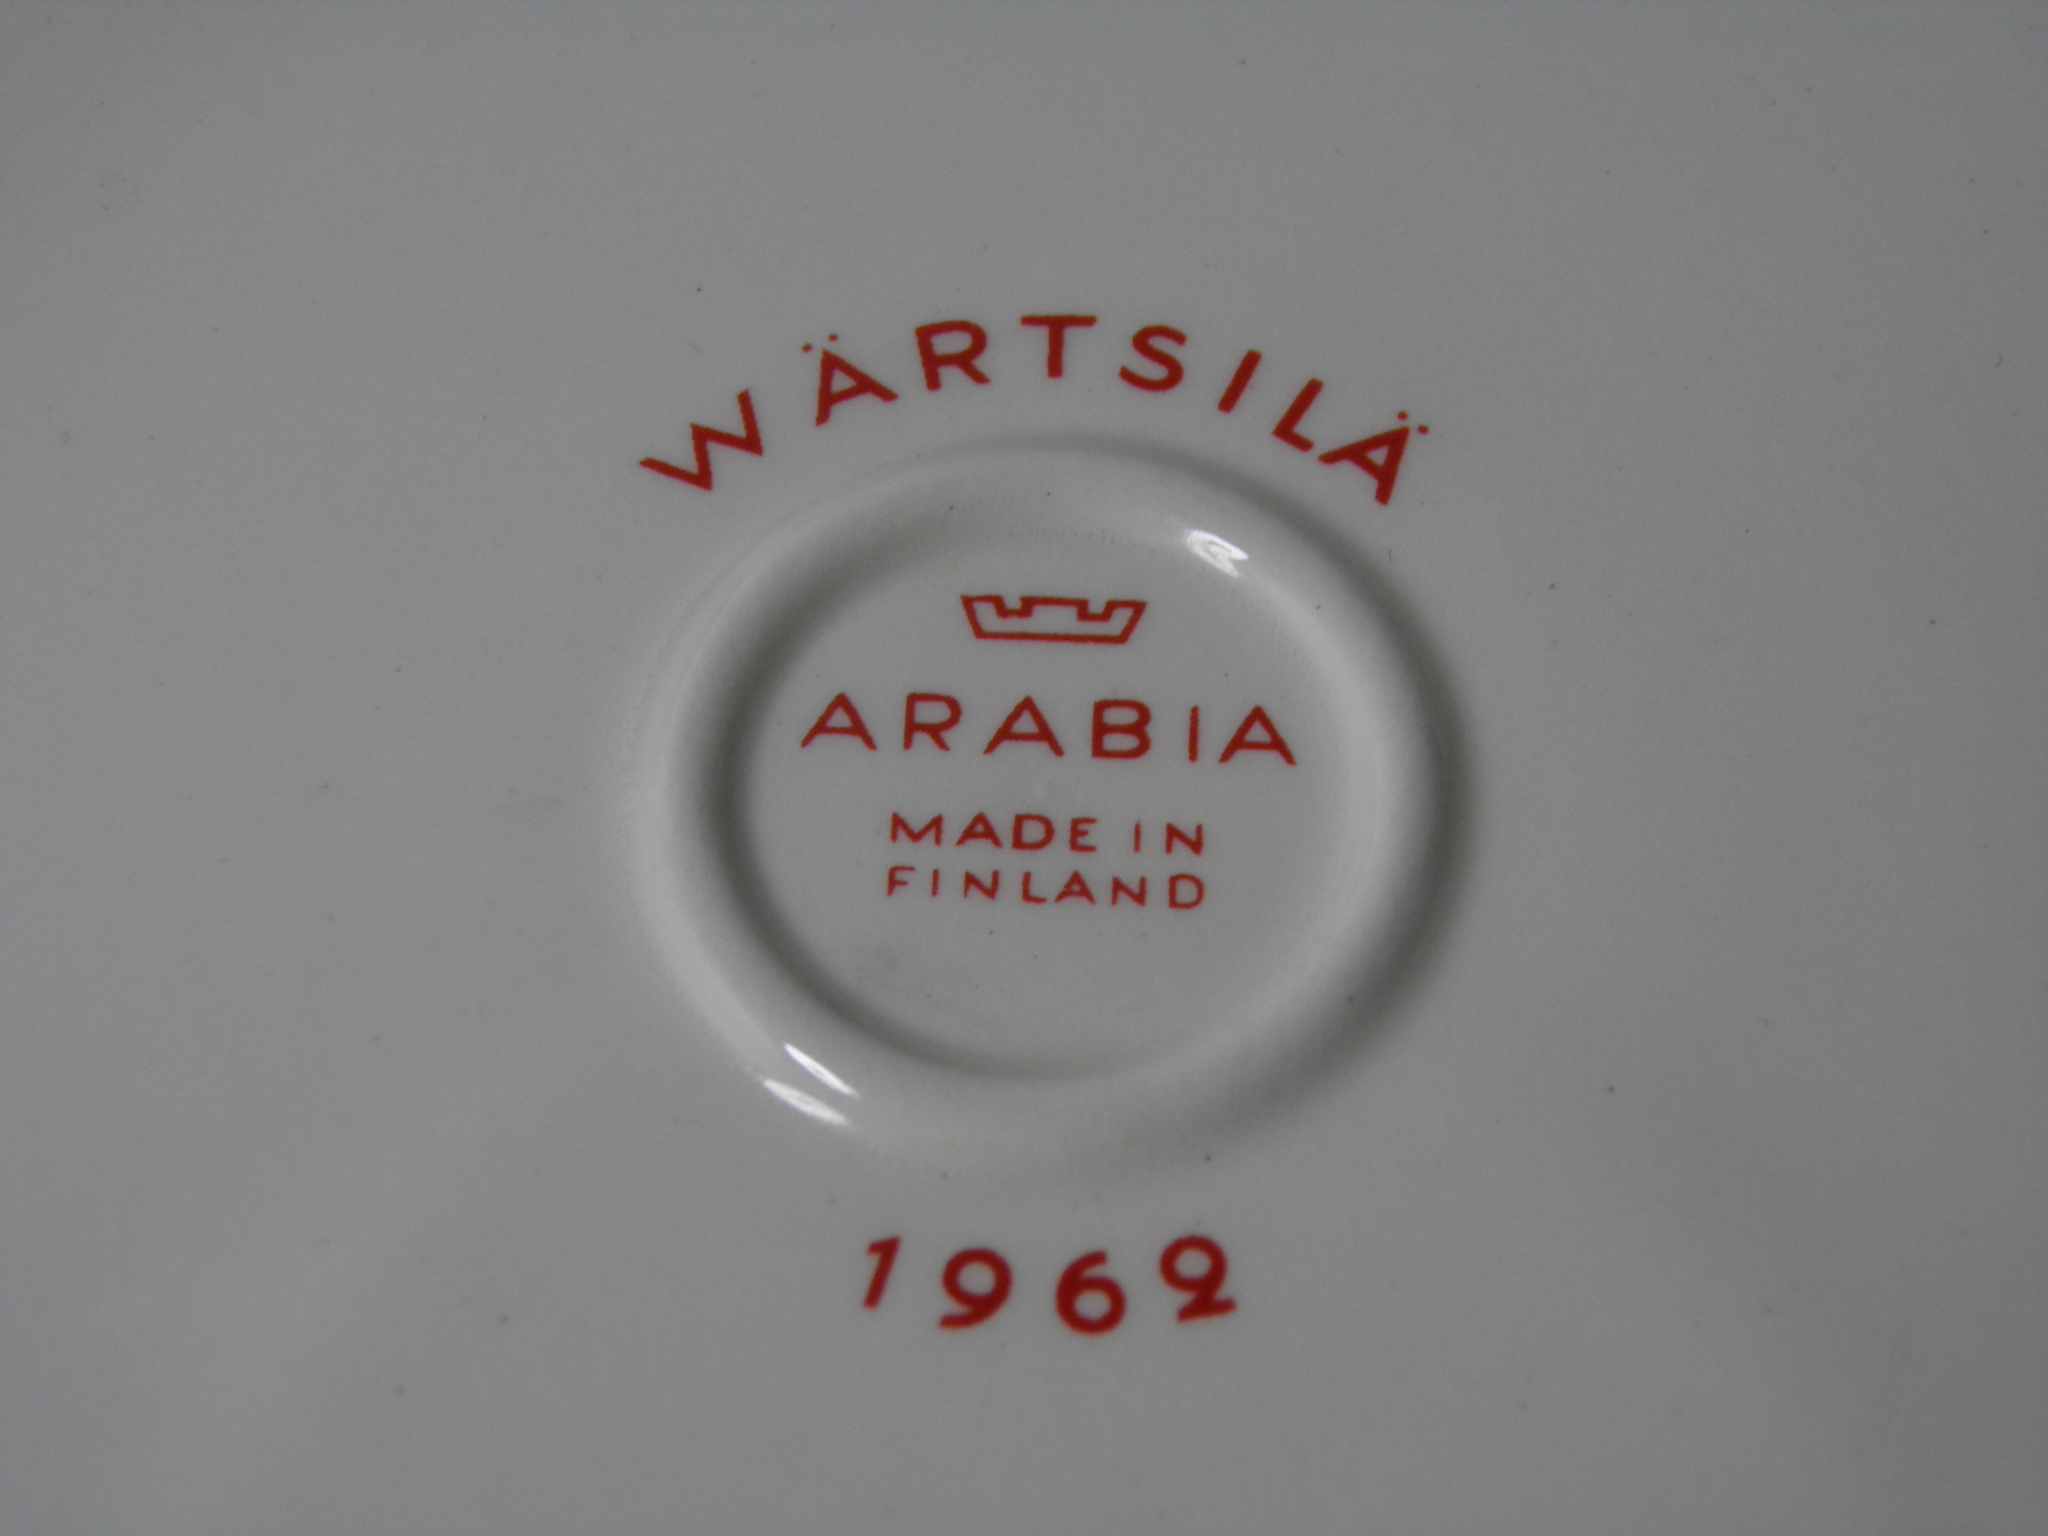 WÄRTSILÄ
ARABIA
MADE IN
FINLAND
1962